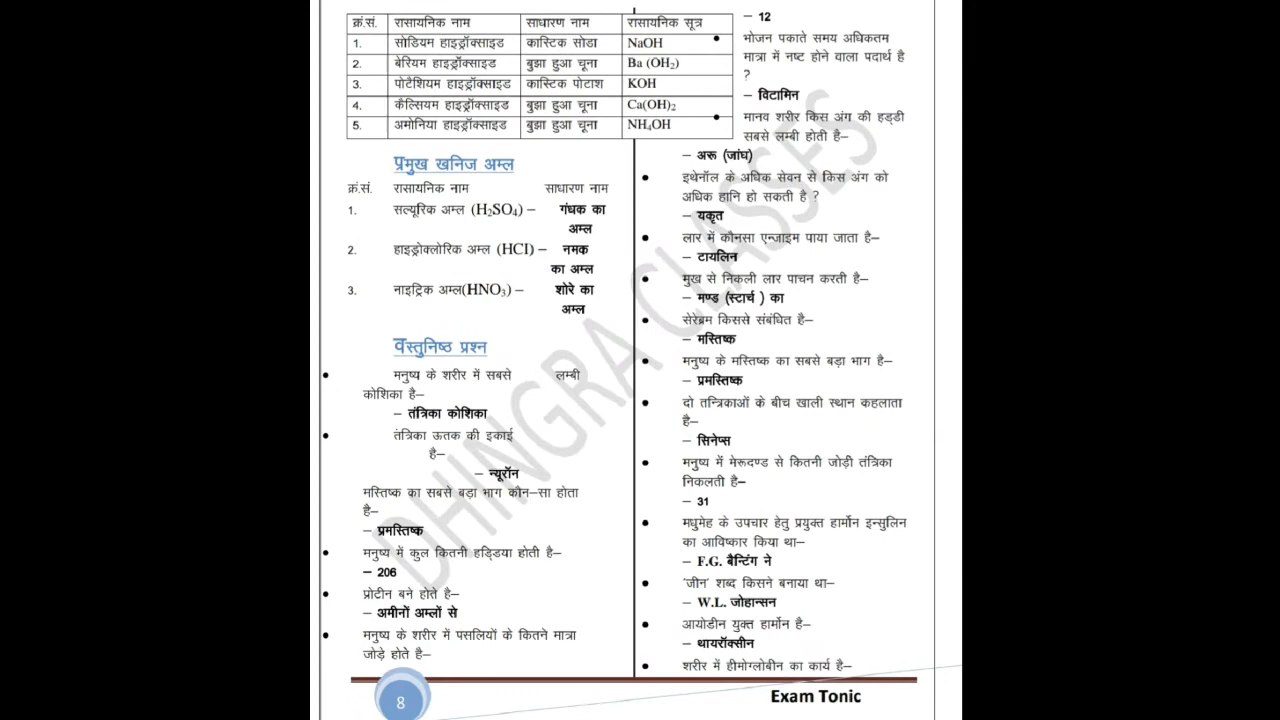 क्रं.सं. रासायनिक नाम साधारण नाम रासायनिक सूत्र
1. सोडियम हाइड्रॉक्साइड कास्टिक सोडा NaOH
2. बेरियम हाइड्रॉक्साइड बुझा हुआ चूना Ba (OH₂)
3. पोटैशियम हाइड्रॉक्साइड कास्टिक पोटाश KOH
4. कैल्सियम हाइड्रॉक्साइड बुझा हुआ चूना Ca(OH)₂
5. अमोनिया हाइड्रॉक्साइड बुझा हुआ चूना NH₄OH
प्रमुख खनिज अम्ल
क्रं.सं. रासायनिक नाम साधारण नाम
1. सल्यूरिक अम्ल (H₂SO₄) – गंधक का
अम्ल
2. हाइड्रोक्लोरिक अम्ल (HCI) – नमक
का अम्ल
3. नाइट्रिक अम्ल(HNO₃) – शोरे का
अम्ल
वस्तुनिष्ठ प्रश्न
• मनुष्य के शरीर में सबसे लम्बी
कोशिका है–
– तंत्रिका कोशिका
• तंत्रिका ऊतक की इकाई
है–
– न्यूरॉन
मस्तिष्क का सबसे बड़ा भाग कौन–सा होता
है–
– प्रमस्तिष्क
• मनुष्य में कुल कितनी हड्डिया होती है–
– 206
• प्रोटीन बने होते है–
– अमीनों अम्लों से
• मनुष्य के शरीर में पसलियों के कितने मात्रा
जोड़े होते है–
– 12
• भोजन पकाते समय अधिकतम
मात्रा में नष्ट होने वाला पदार्थ है
?
– विटामिन
• मानव शरीर किस अंग की हड्डी
सबसे लम्बी होती है–
– अरू (जांघ)
• इथेनॉल के अधिक सेवन से किस अंग को
अधिक हानि हो सकती है ?
– यकृत
• लार में कौनसा एन्जाइम पाया जाता है–
– टायलिन
• मुख से निकली लार पाचन करती है–
– मण्ड (स्टार्च ) का
• सेरेब्रम किससे संबंधित है–
– मस्तिष्क
• मनुष्य के मस्तिष्क का सबसे बड़ा भाग है–
– प्रमस्तिष्क
• दो तन्त्रिकाओं के बीच खाली स्थान कहलाता
है–
– सिनेप्स
• मनुष्य में मेरूदण्ड से कितनी जोड़ी तंत्रिका
निकलती है–
– 31
• मधुमेह के उपचार हेतु प्रयुक्त हार्मोन इन्सुलिन
का आविष्कार किया था–
– F.G. बैन्टिंग ने
• 'जीन' शब्द किसने बनाया था–
– W.L. जोहान्सन
• आयोडीन युक्त हार्मोन है–
– थायरॉक्सीन
• शरीर में हीमोग्लोबीन का कार्य है–
DHINGRA CLASSES
8
Exam Tonic